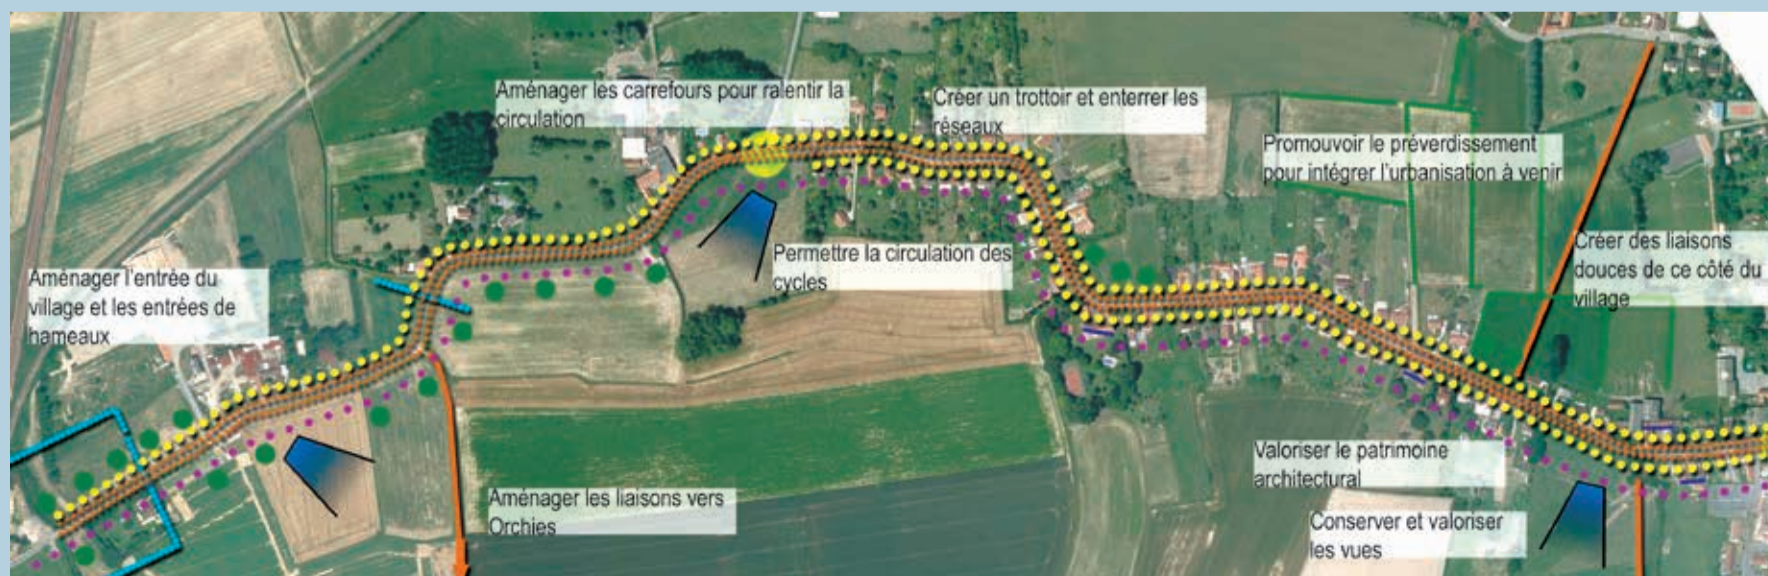 Aménager les carrefours pour ralentir la
circulation
Créer un trottoir et enterrer les
réseaux
Promouvoir le préverdissement
pour intégrer l'urbanisation à venir
Créer des liaisons
douces de ce côté du
village
Permettre la circulation des
cycles
Aménager l'entrée du
village et les entrées de
hameaux
Aménager les liaisons vers
Orchies
Valoriser le patrimoine
architectural
Conserver et valoriser
les vues